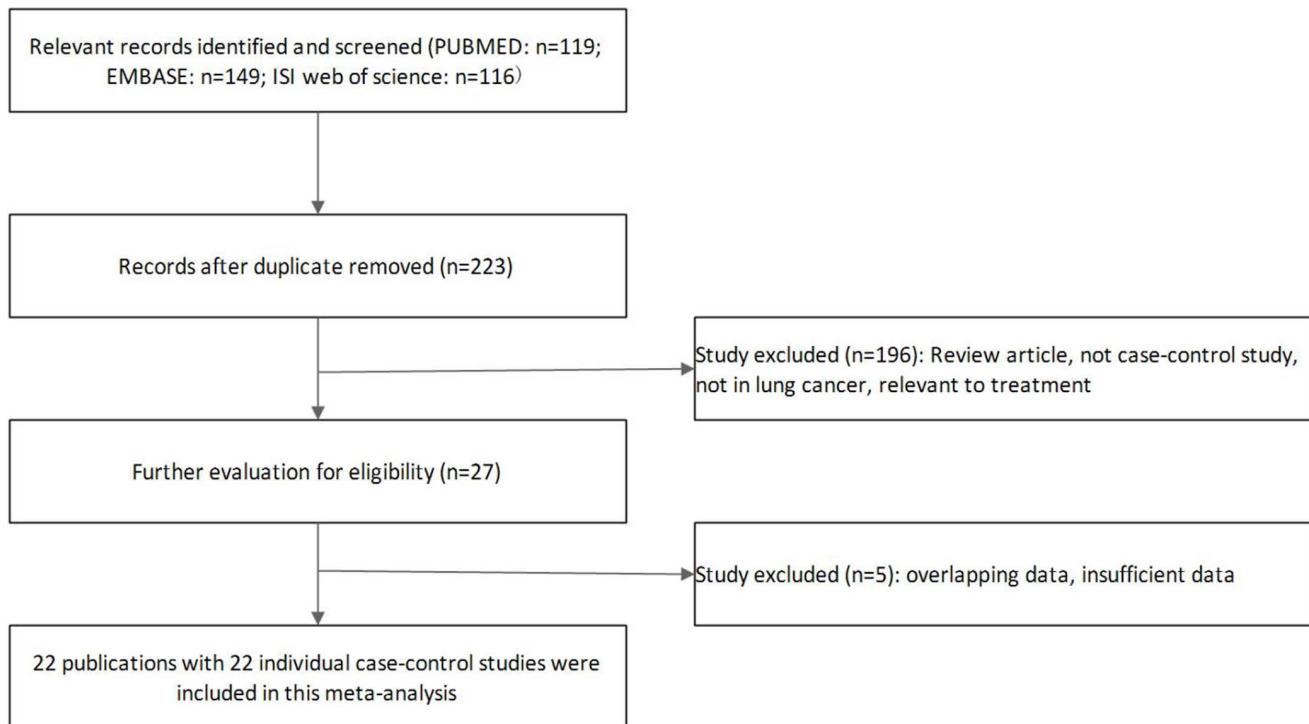 Relevant records identified and screened (PUBMED: n=119;
EMBASE: n=149; ISI web of science: n=116）
Records after duplicate removed (n=223)
Study excluded (n=196): Review article, not case-control study,
not in lung cancer, relevant to treatment
Further evaluation for eligibility (n=27)
Study excluded (n=5): overlapping data, insufficient data
22 publications with 22 individual case-control studies were
included in this meta-analysis